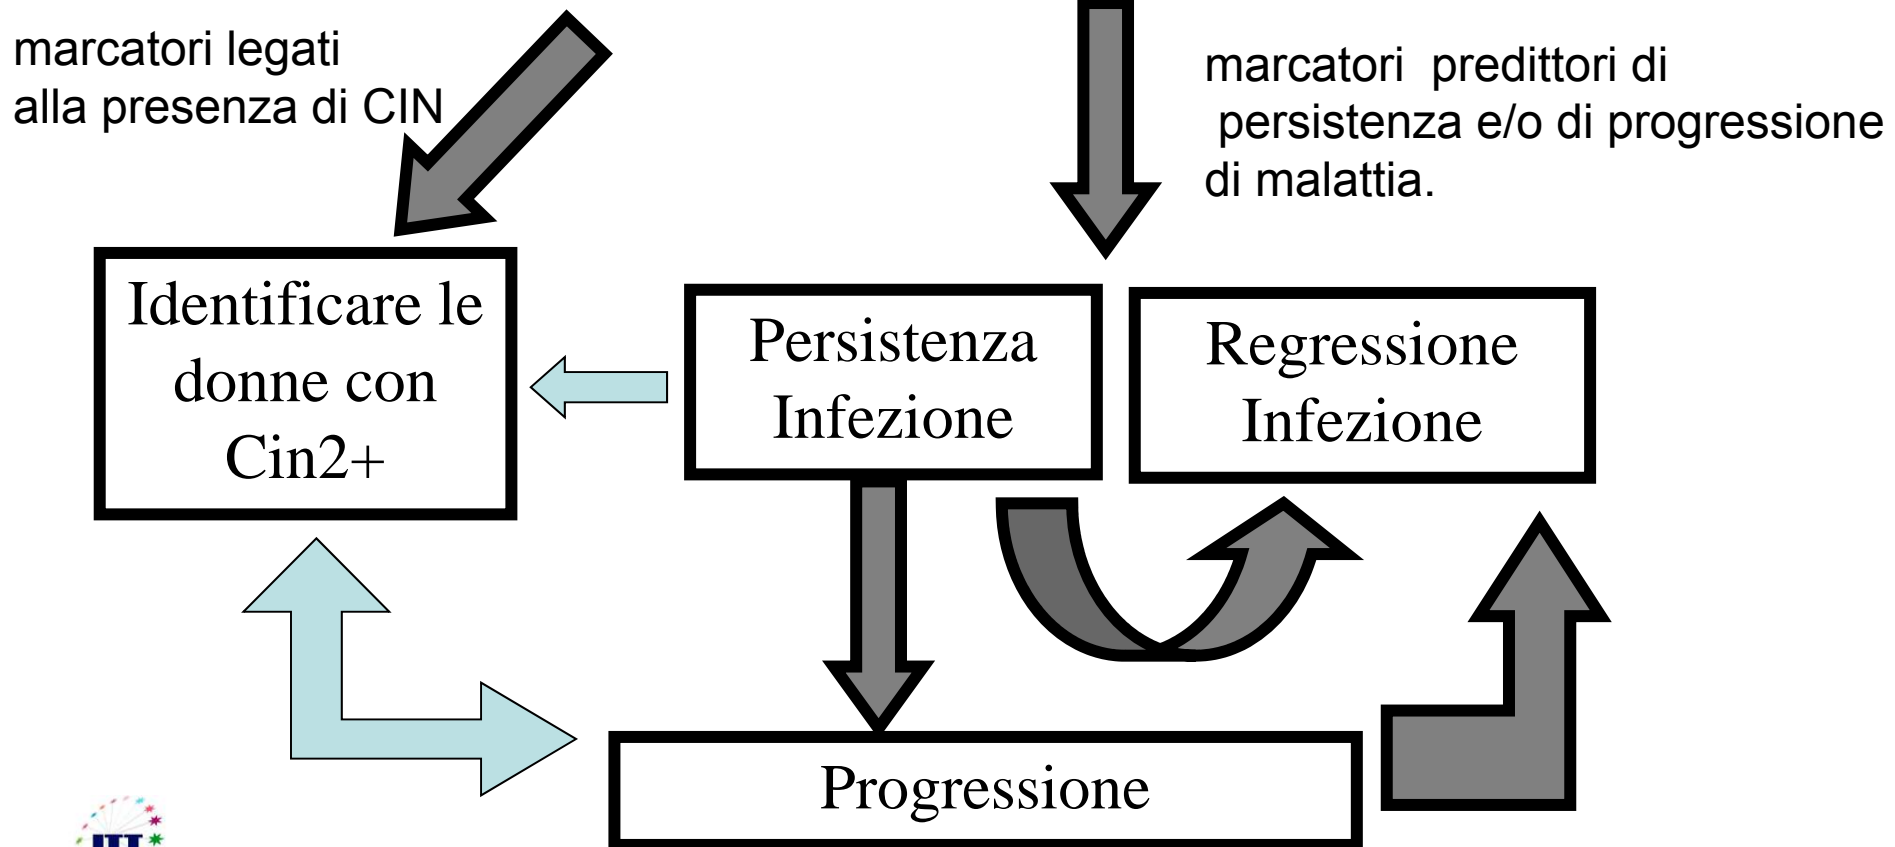 marcatori legati
alla presenza di CIN
marcatori predittori di
persistenza e/o di progressione
di malattia.
Identificare le
donne con
Cin2+
Persistenza
Infezione
Regressione
Infezione
Progressione